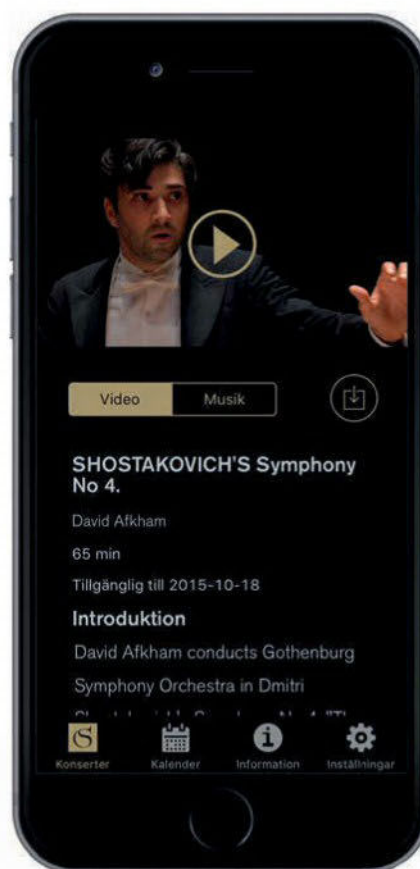 Video Musik
SHOSTAKOVICH'S Symphony
No 4.
David Afkham
65 min
Tillgänglig till 2015-10-18
Introduktion
David Afkham conducts Gothenburg
Symphony Orchestra in Dmitri
Konserter Kalender Information Inställningar